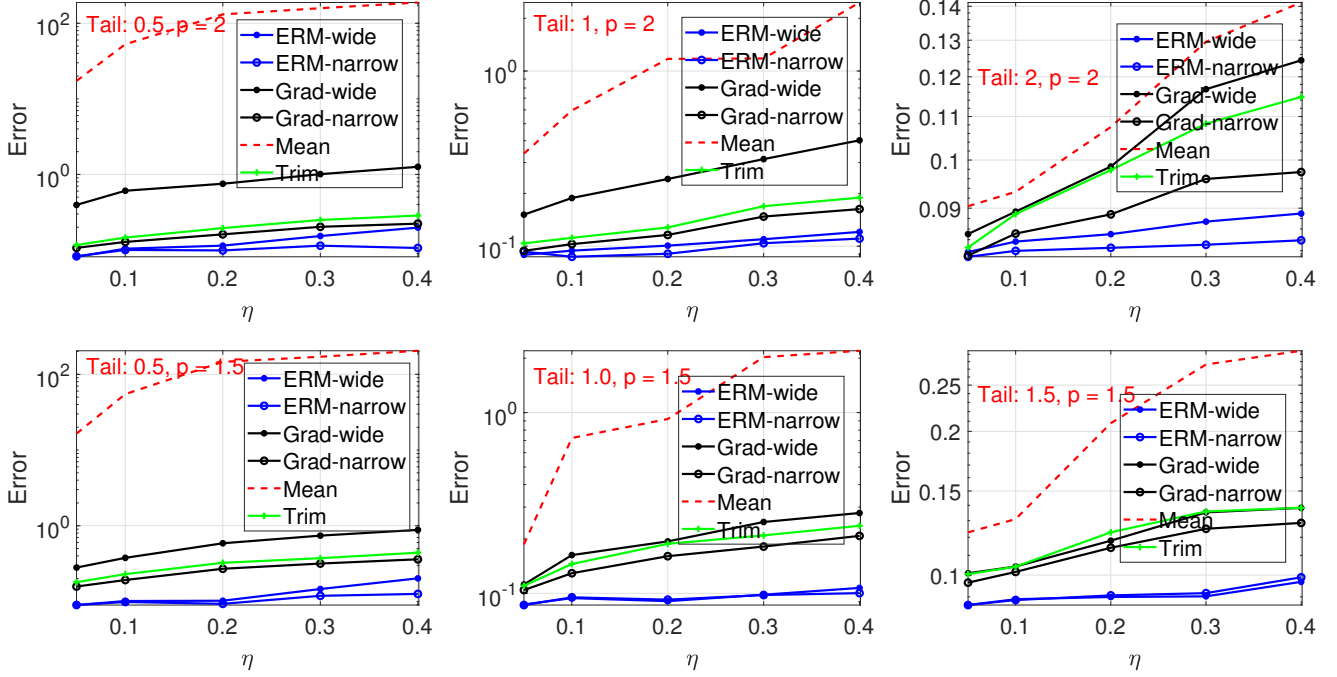 Tail: 0.5, p = 2
ERM-wide
ERM-narrow
Grad-wide
Grad-narrow
Mean
Trim
10^2
10^0
Error
0.1 0.2 0.3 0.4
η
Tail: 1, p = 2
ERM-wide
ERM-narrow
Grad-wide
Grad-narrow
Mean
Trim
10^0
10^-1
Error
0.1 0.2 0.3 0.4
η
Tail: 2, p = 2
ERM-wide
ERM-narrow
Grad-wide
Grad-narrow
Mean
Trim
0.14
0.13
0.12
0.11
0.1
0.09
Error
0.1 0.2 0.3 0.4
η
Tail: 0.5, p = 1.5
ERM-wide
ERM-narrow
Grad-wide
Grad-narrow
Mean
Trim
10^2
10^0
Error
0.1 0.2 0.3 0.4
η
Tail: 1.0, p = 1.5
ERM-wide
ERM-narrow
Grad-wide
Grad-narrow
Mean
Trim
10^0
10^-1
Error
0.1 0.2 0.3 0.4
η
Tail: 1.5, p = 1.5
ERM-wide
ERM-narrow
Grad-wide
Grad-narrow
Mean
Trim
0.25
0.2
0.15
0.1
Error
0.1 0.2 0.3 0.4
η